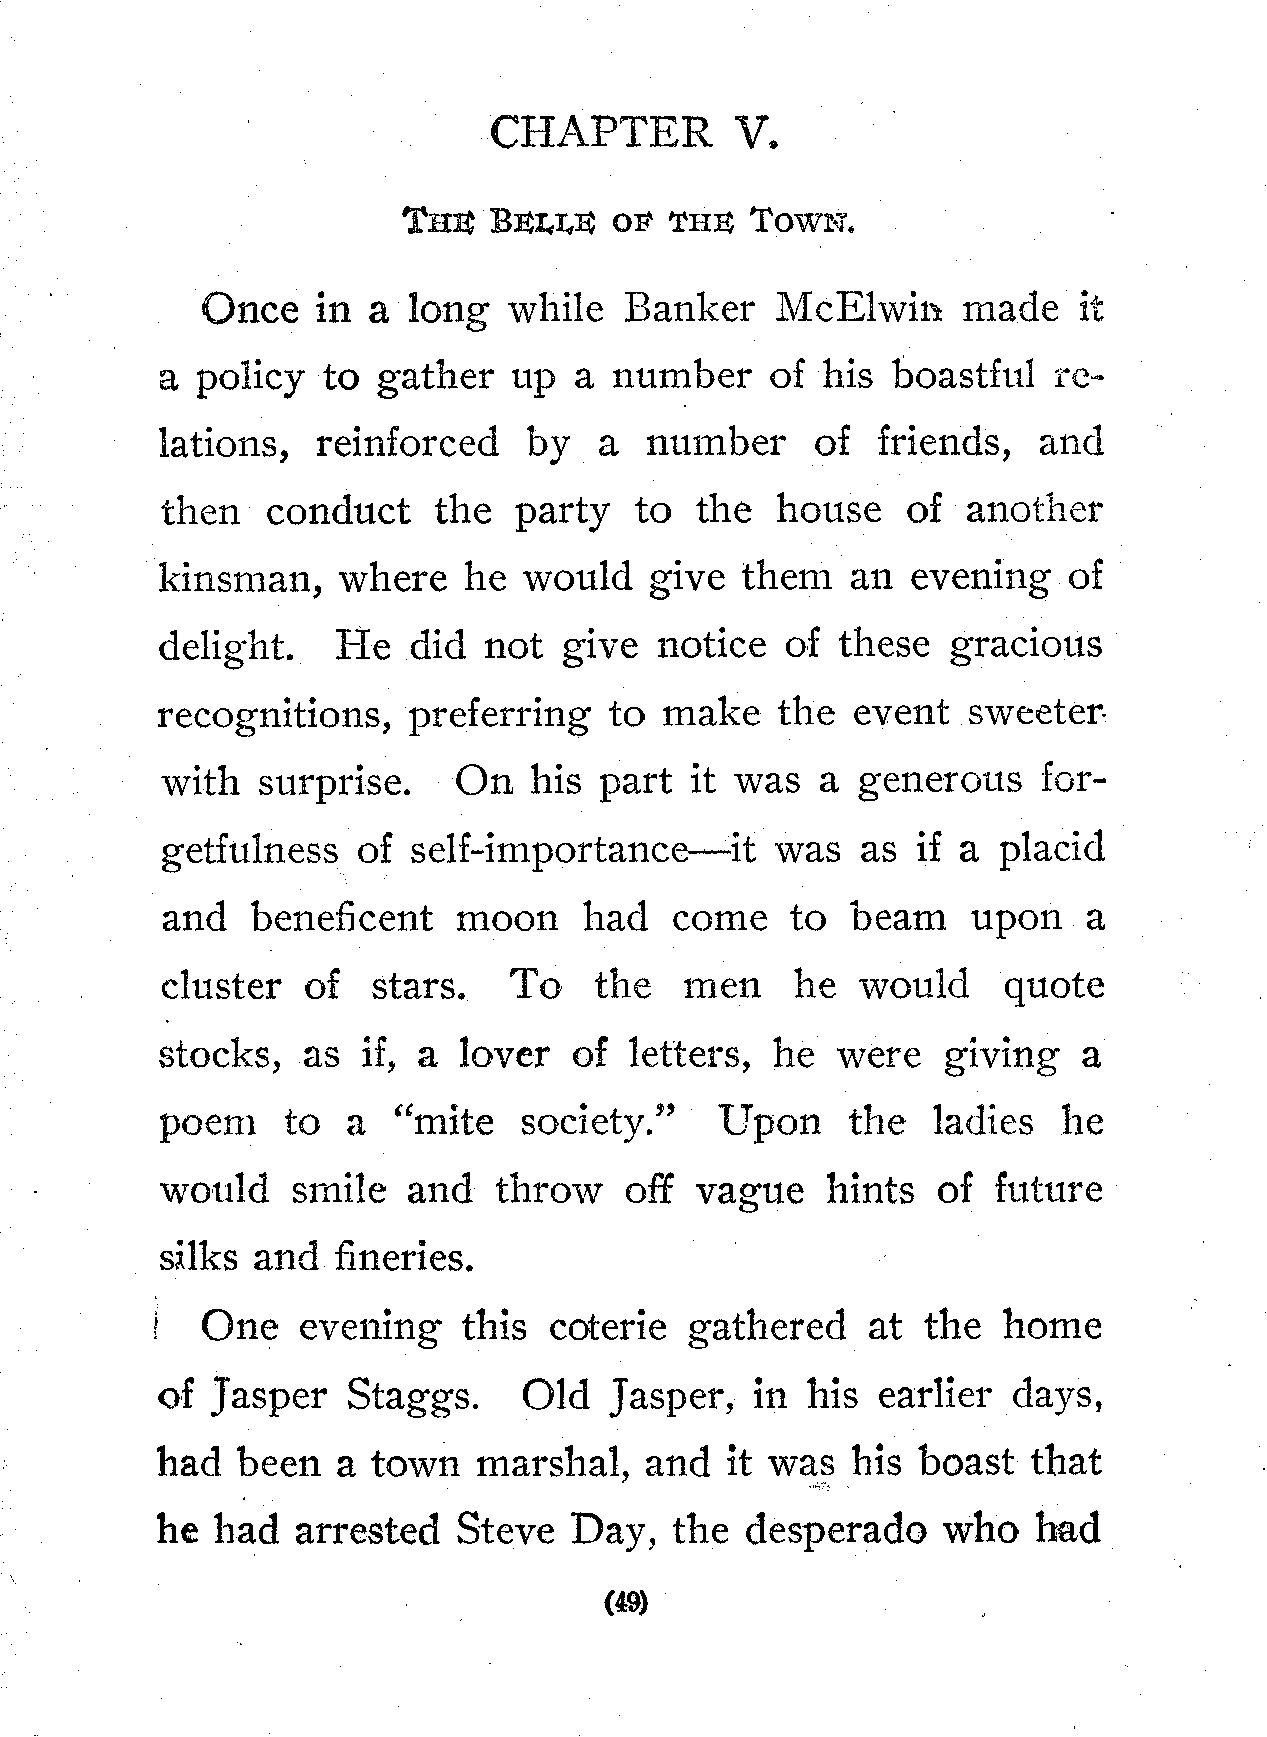 CHAPTER V.
The Belle of the Town.
Once in a long while Banker McElwin made it
a policy to gather up a number of his boastful re-
lations, reinforced by a number of friends, and
then conduct the party to the house of another
kinsman, where he would give them an evening of
delight. He did not give notice of these gracious
recognitions, preferring to make the event sweeter
with surprise. On his part it was a generous for-
getfulness of self-importance—it was as if a placid
and beneficent moon had come to beam upon a
cluster of stars. To the men he would quote
stocks, as if, a lover of letters, he were giving a
poem to a “mite society.” Upon the ladies he
would smile and throw off vague hints of future
silks and fineries.
One evening this coterie gathered at the home
of Jasper Staggs. Old Jasper, in his earlier days,
had been a town marshal, and it was his boast that
he had arrested Steve Day, the desperado who had
(49)